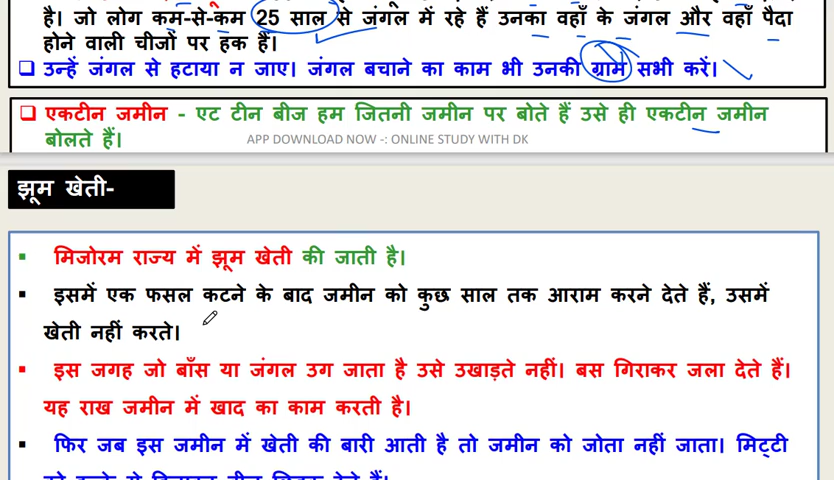 है। जो लोग कम-से-कम 25 साल से जंगल में रहे हैं उनका वहाँ के जंगल और वहाँ पैदा
होने वाली चीजों पर हक हैं।
उन्हें जंगल से हटाया न जाए। जंगल बचाने का काम भी उनकी ग्राम सभी करें।
एकटीन जमीन - एट टीन बीज हम जितनी जमीन पर बोते हैं उसे ही एकटीन जमीन
बोलते हैं।
APP DOWNLOAD NOW -: ONLINE STUDY WITH DK
झूम खेती-
मिजोरम राज्य में झूम खेती की जाती है।
इसमें एक फसल कटने के बाद जमीन को कुछ साल तक आराम करने देते हैं, उसमें
खेती नहीं करते।
इस जगह जो बाँस या जंगल उग जाता है उसे उखाड़ते नहीं। बस गिराकर जला देते हैं।
यह राख जमीन में खाद का काम करती है।
फिर जब इस जमीन में खेती की बारी आती है तो जमीन को जोता नहीं जाता। मिट्टी